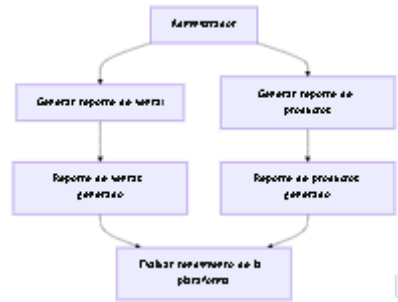 Administrador
Generar reporte de ventas
Generar reporte de
productos
Reporte de ventas
generado
Reporte de productos
generado
Evaluar rendimiento de la
plataforma